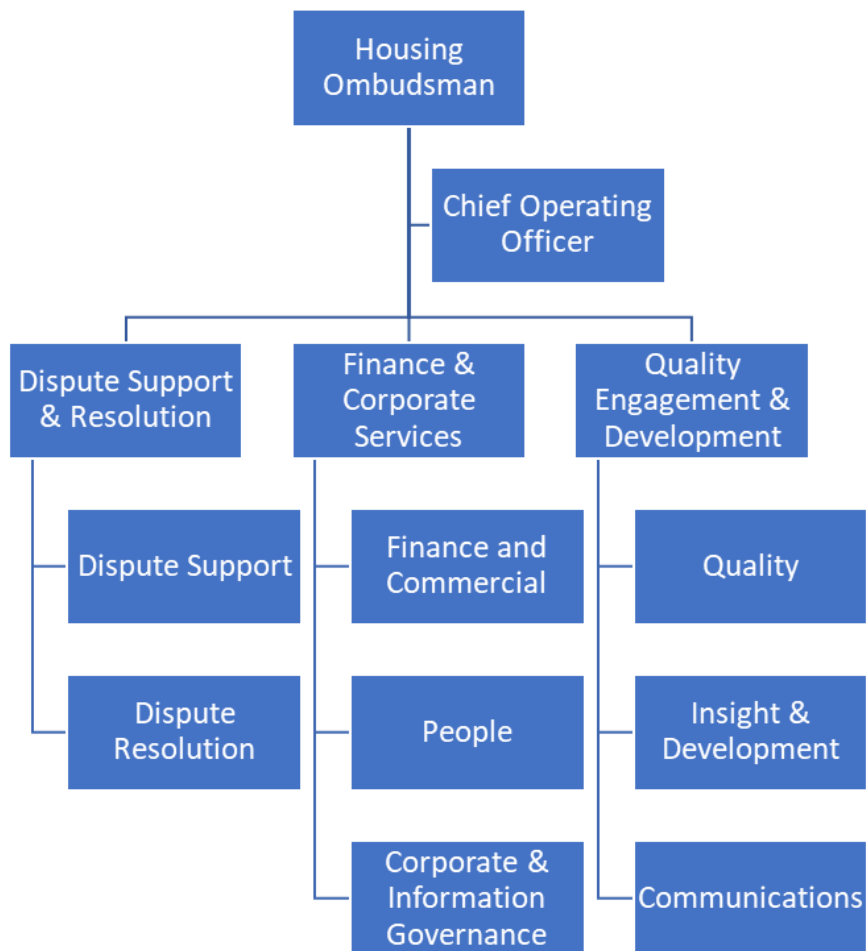 Housing
Ombudsman
Chief Operating
Officer
Dispute Support
& Resolution
Finance &
Corporate
Services
Quality
Engagement &
Development
Dispute Support
Finance and
Commercial
Quality
Dispute
Resolution
People
Insight &
Development
Corporate &
Information
Governance
Communications